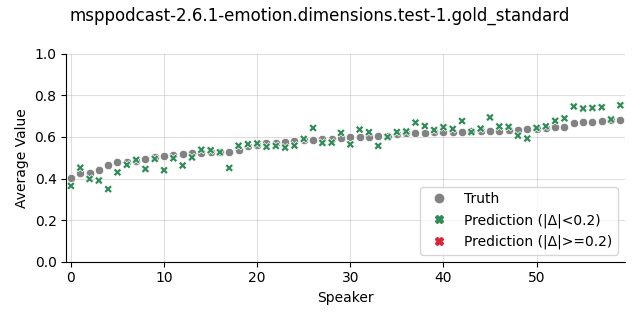 msppodcast-2.6.1-emotion.dimensions.test-1.gold_standard
1.0
0.8
0.6
0.4
0.2
0.0
Average Value
Truth
Prediction (|Δ|<0.2)
Prediction (|Δ|>=0.2)
0 10 20 30 40 50
Speaker